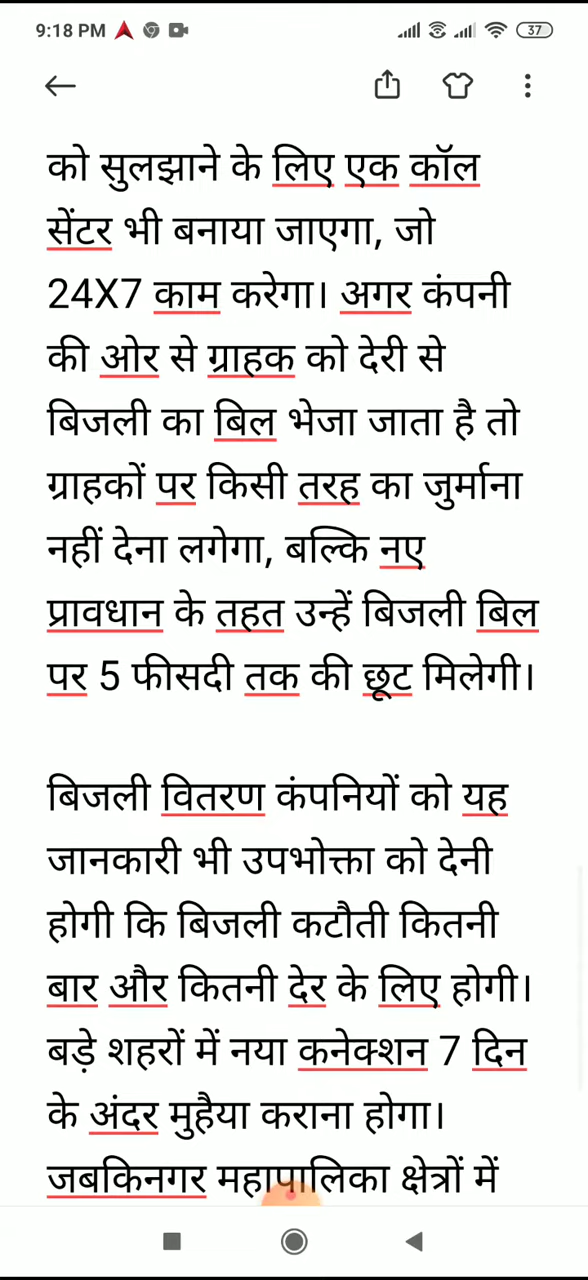 9:18 PM 37
को सुलझाने के लिए एक कॉल
सेंटर भी बनाया जाएगा, जो
24X7 काम करेगा। अगर कंपनी
की ओर से ग्राहक को देरी से
बिजली का बिल भेजा जाता है तो
ग्राहकों पर किसी तरह का जुर्माना
नहीं देना लगेगा, बल्कि नए
प्रावधान के तहत उन्हें बिजली बिल
पर 5 फीसदी तक की छूट मिलेगी।
बिजली वितरण कंपनियों को यह
जानकारी भी उपभोक्ता को देनी
होगी कि बिजली कटौती कितनी
बार और कितनी देर के लिए होगी।
बड़े शहरों में नया कनेक्शन 7 दिन
के अंदर मुहैया कराना होगा।
जबकिनगर महापालिका क्षेत्रों में